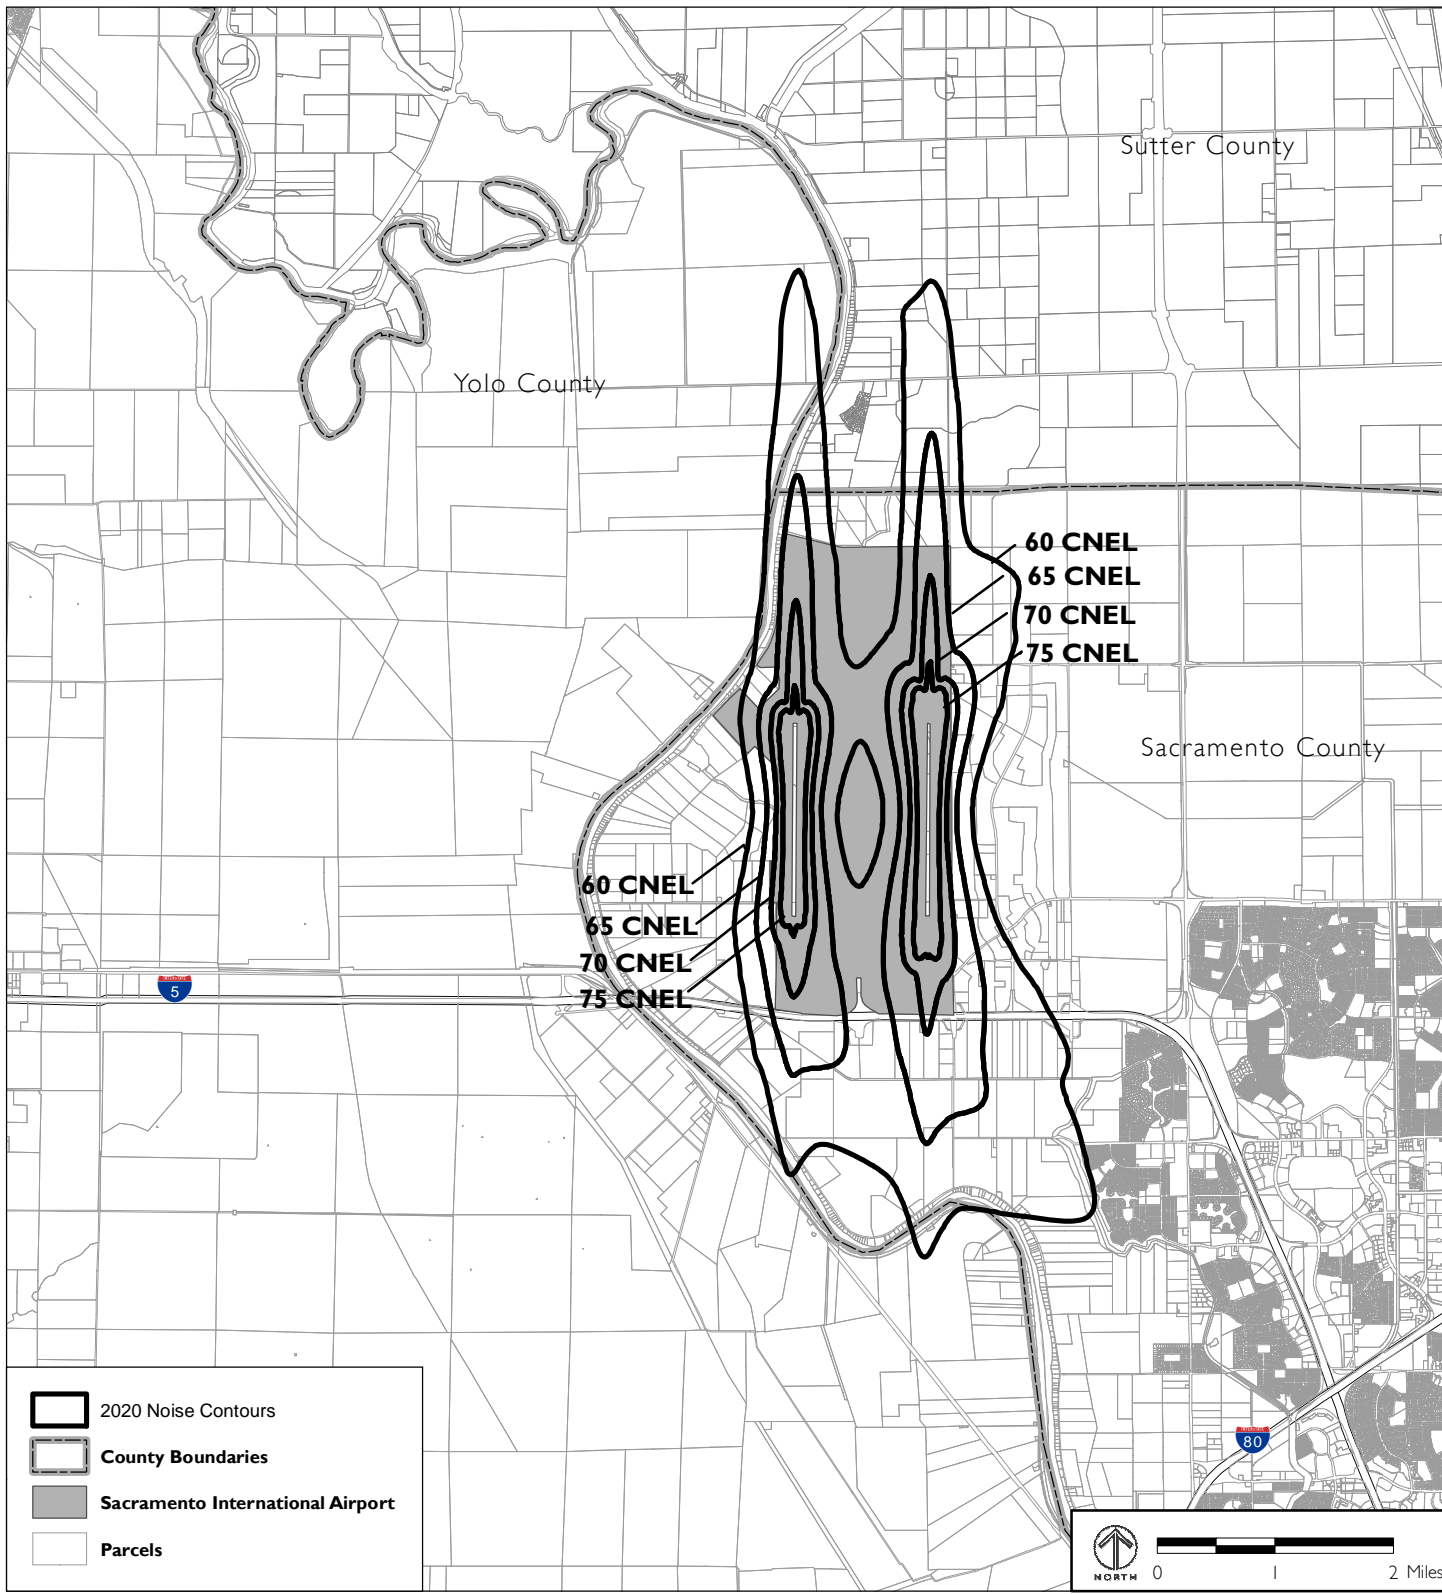 Sutter County
Yolo County
60 CNEL
65 CNEL
70 CNEL
75 CNEL
Sacramento County
60 CNEL
65 CNEL
70 CNEL
75 CNEL
INTERSTATE
5
2020 Noise Contours
County Boundaries
Sacramento International Airport
Parcels
INTERSTATE
80
NORTH
0 1 2 Miles